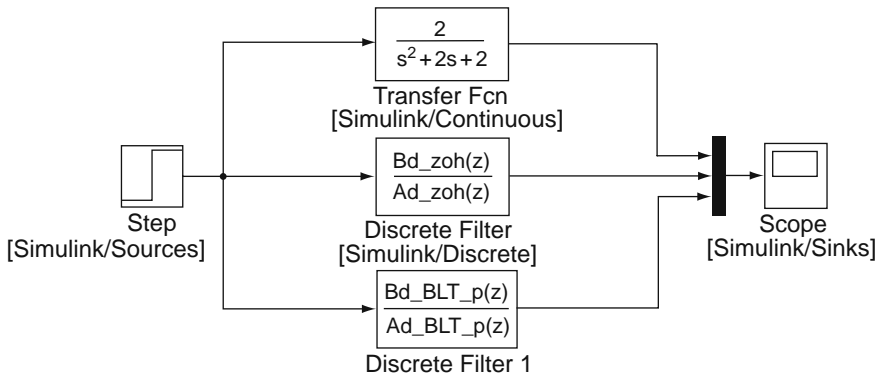 2
s²+2s+2
Transfer Fcn
[Simulink/Continuous]
Bd_zoh(z)
Ad_zoh(z)
Step
[Simulink/Sources]
Discrete Filter
[Simulink/Discrete]
Scope
[Simulink/Sinks]
Bd_BLT_p(z)
Ad_BLT_p(z)
Discrete Filter 1